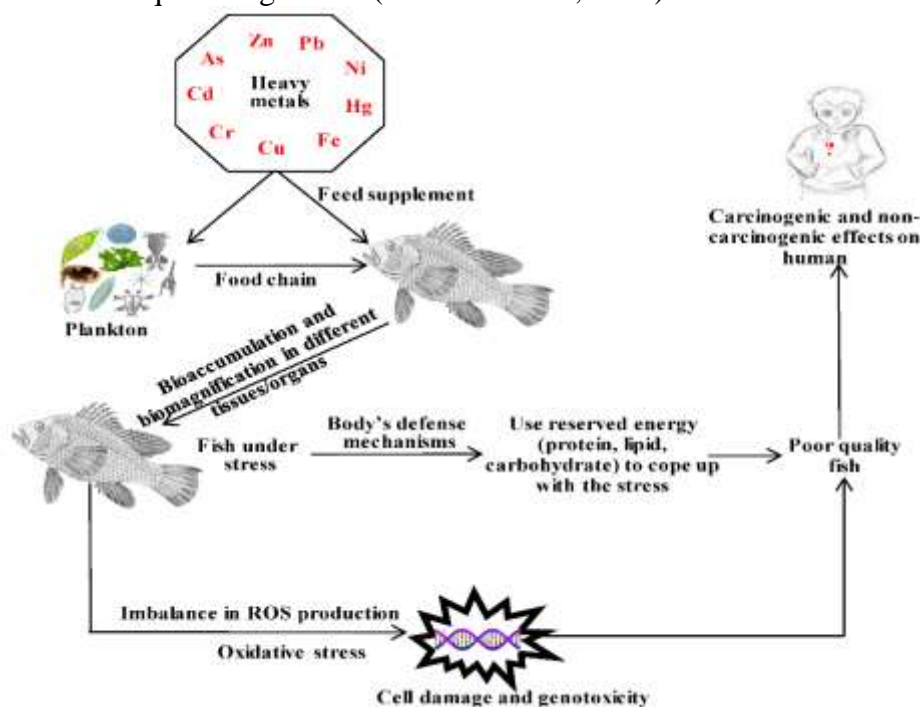 Zn
Pb
As
Ni
Heavy
metals
Cd
Hg
Cr
Fe
Cu
Feed supplement
Food chain
Plankton
Carcinogenic and non-
carcinogenic effects on
human
?
Bioaccumulation and
biomagnification in different
tissues/organs
Fish under
stress
Body's defense
mechanisms
Use reserved energy
(protein, lipid,
carbohydrate) to cope up
with the stress
Poor quality
fish
Imbalance in ROS production
Oxidative stress
Cell damage and genotoxicity